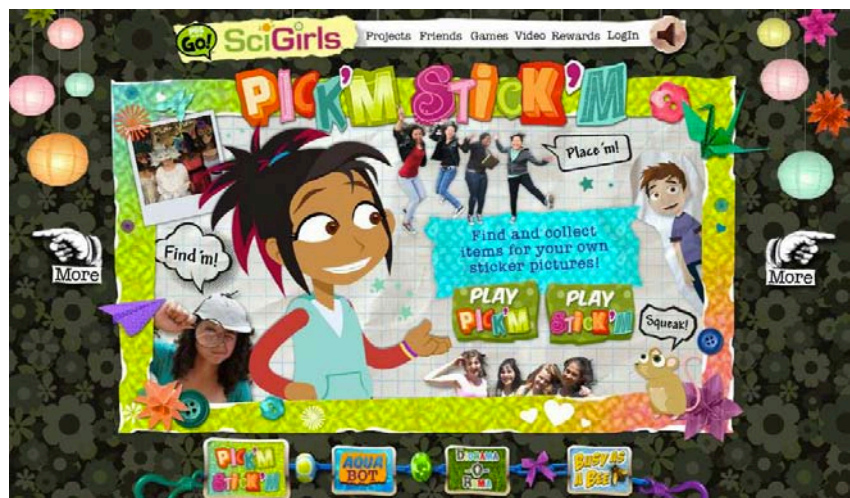 GO! SciGirls
Projects Friends Games Video Rewards LogIn
PICK'M STICK'M
Place 'm!
Find 'm!
Find and collect
items for your own
sticker pictures!
More
More
PLAY
PICK'M
PLAY
STICK'M
Squeak!
PICK'M
STICK'M
AQUA
BOT
DIORAMA
-O-
RAMA
BUSY AS
A BEE